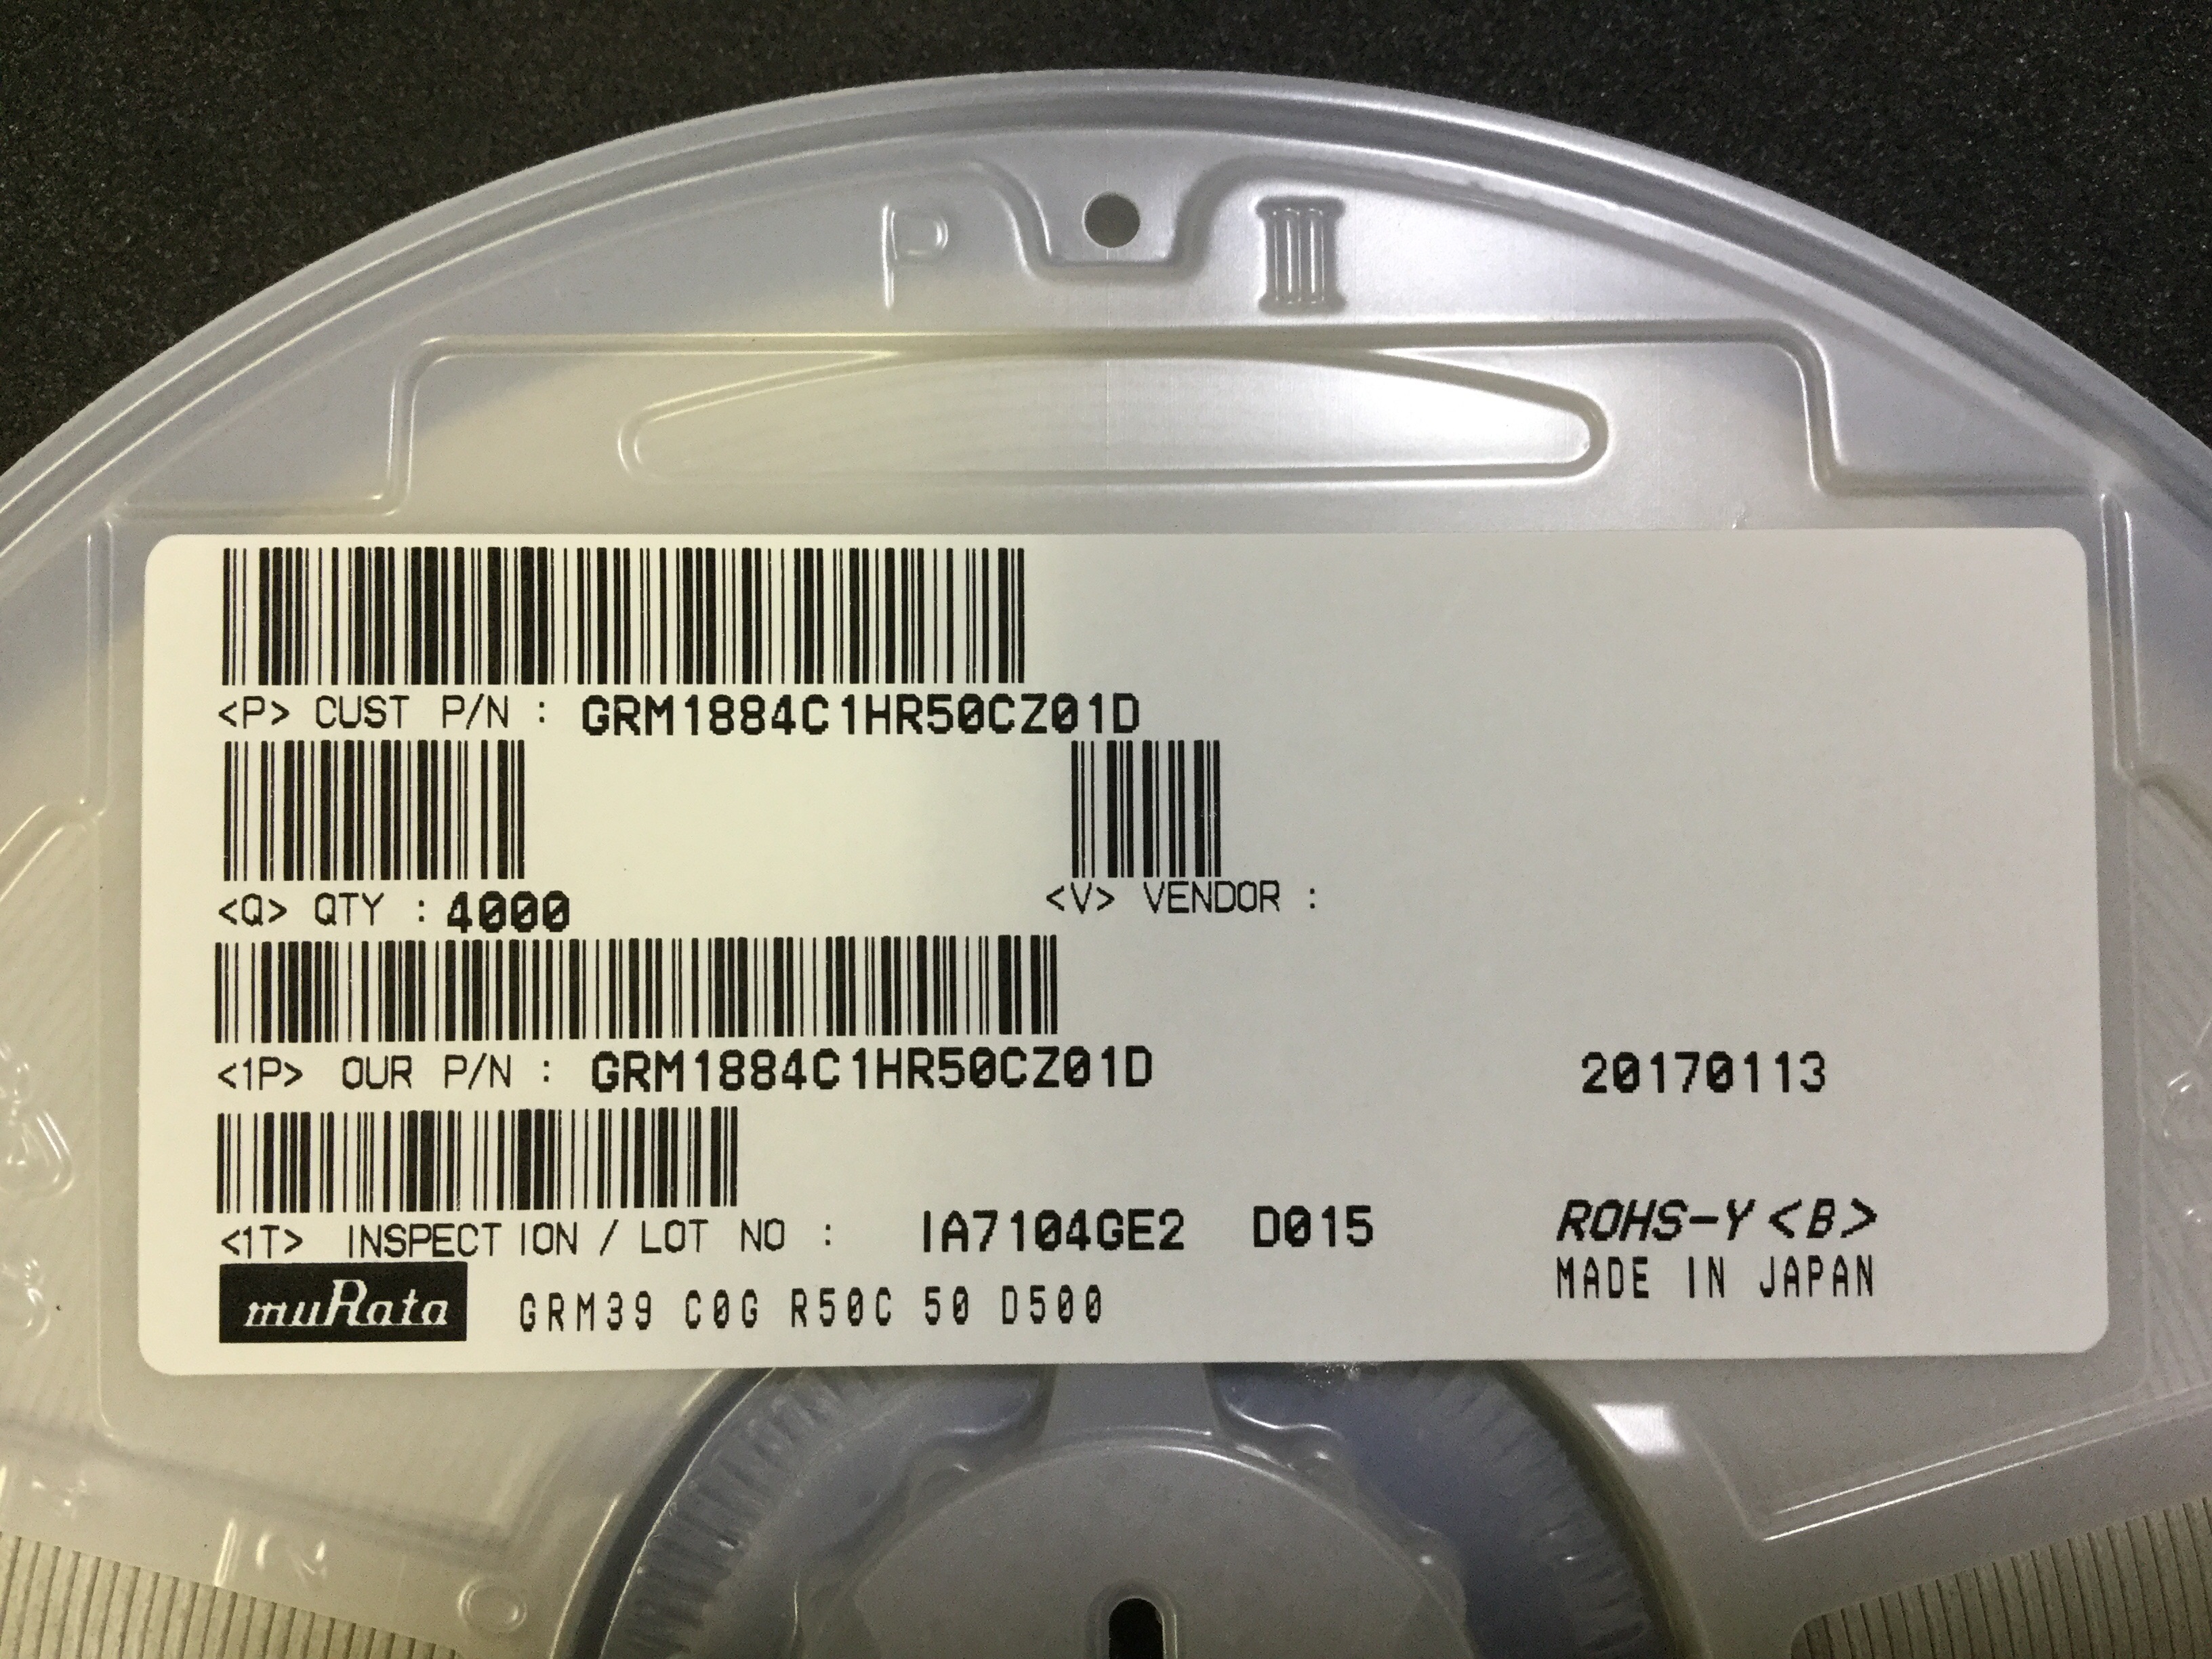 P
<P> CUST P/N : GRM1884C1HR50CZ01D
<Q> QTY : 4000
<V> VENDOR :
<1P> OUR P/N : GRM1884C1HR50CZ01D
20170113
<1T> INSPECTION / LOT NO : IA7104GE2 D015
ROHS-Y <B>
MADE IN JAPAN
muRata GRM39 C0G R50C 50 D500